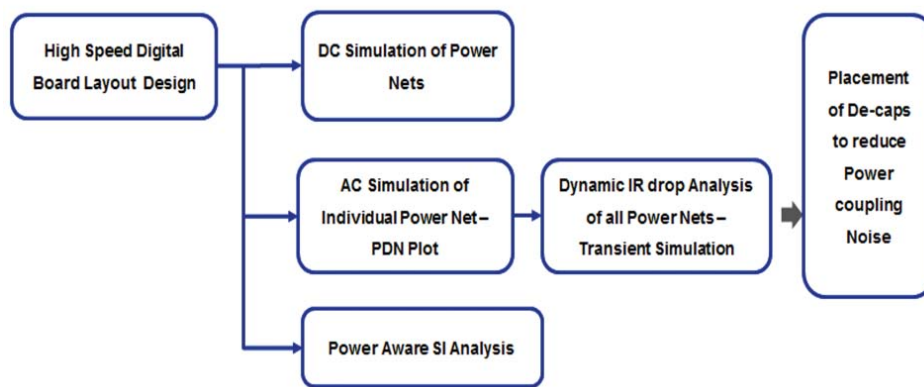 High Speed Digital
Board Layout Design
DC Simulation of Power
Nets
AC Simulation of
Individual Power Net –
PDN Plot
Dynamic IR drop Analysis
of all Power Nets –
Transient Simulation
Placement
of De-caps
to reduce
Power
coupling
Noise
Power Aware SI Analysis